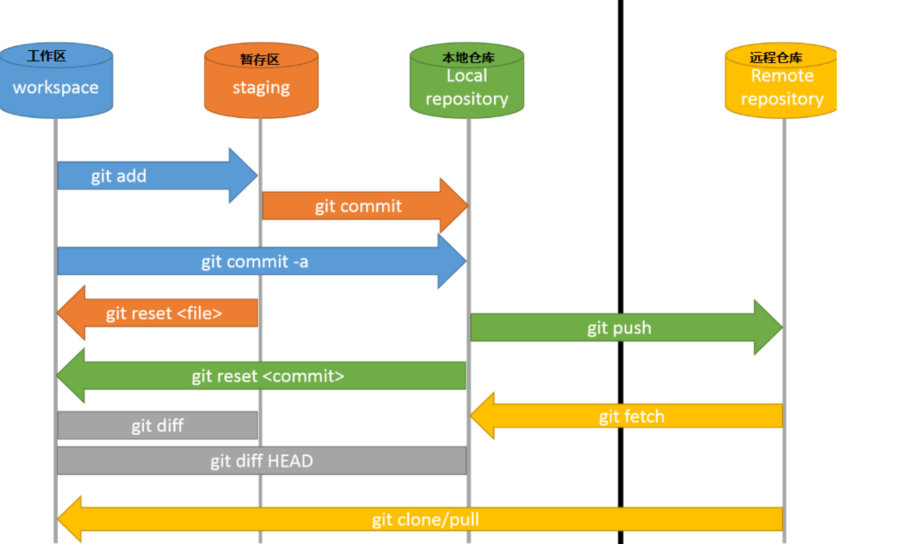 工作区
workspace
暂存区
staging
本地仓库
Local
repository
远程仓库
Remote
repository
git add
git commit
git commit -a
git reset <file>
git push
git reset <commit>
git fetch
git diff
git diff HEAD
git clone/pull